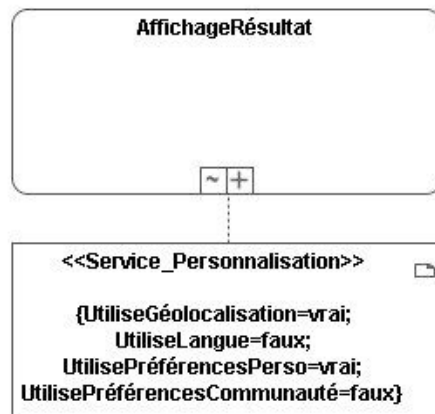 AffichageRésultat
~ +
<<Service_Personnalisation>>
{UtiliseGéolocalisation=vrai;
UtiliseLangue=faux;
UtilisePréférencesPerso=vrai;
UtilisePréférencesCommunauté=faux}